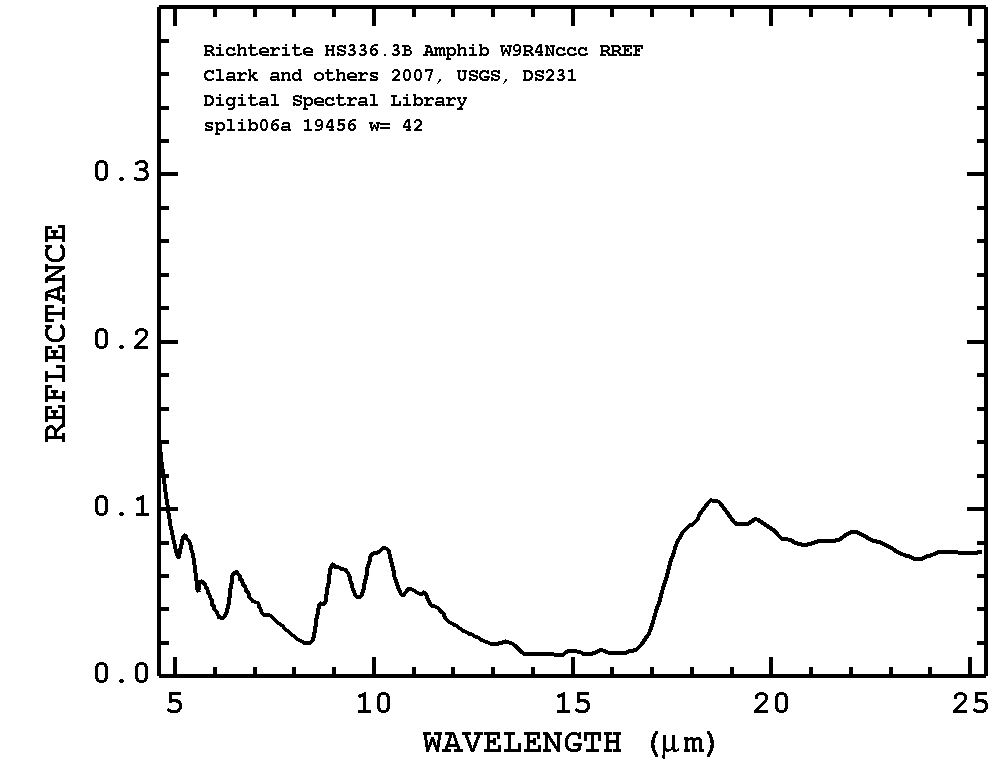 Richterite HS336.3B Amphib W9R4Nccc RREF
Clark and others 2007, USGS, DS231
Digital Spectral Library
splib06a 19456 w= 42
0.3
0.2
0.1
0.0
REFLECTANCE
5 10 15 20 25
WAVELENGTH (μm)